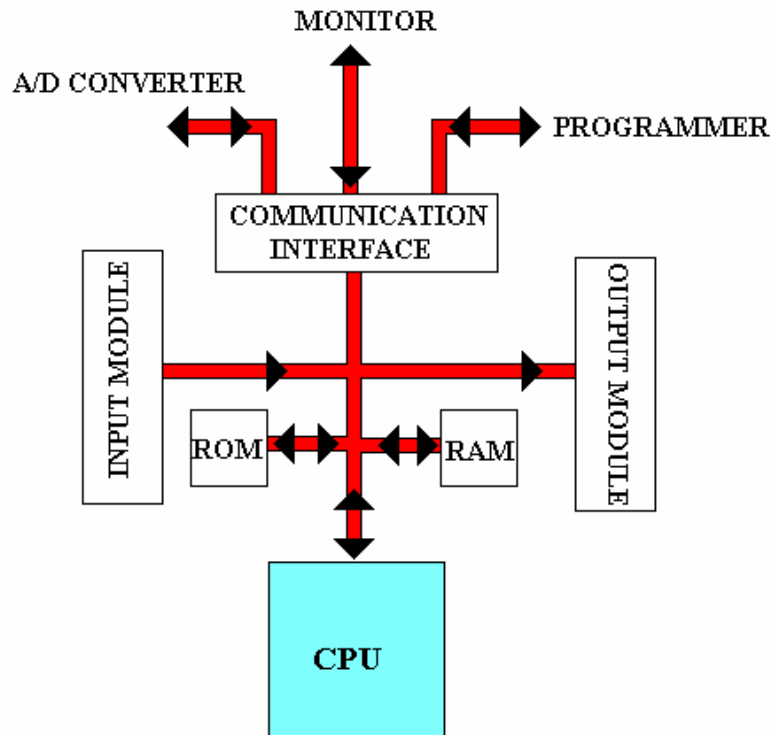 MONITOR
A/D CONVERTER
PROGRAMMER
COMMUNICATION
INTERFACE
INPUT MODULE
OUTPUT MODULE
ROM
RAM
CPU